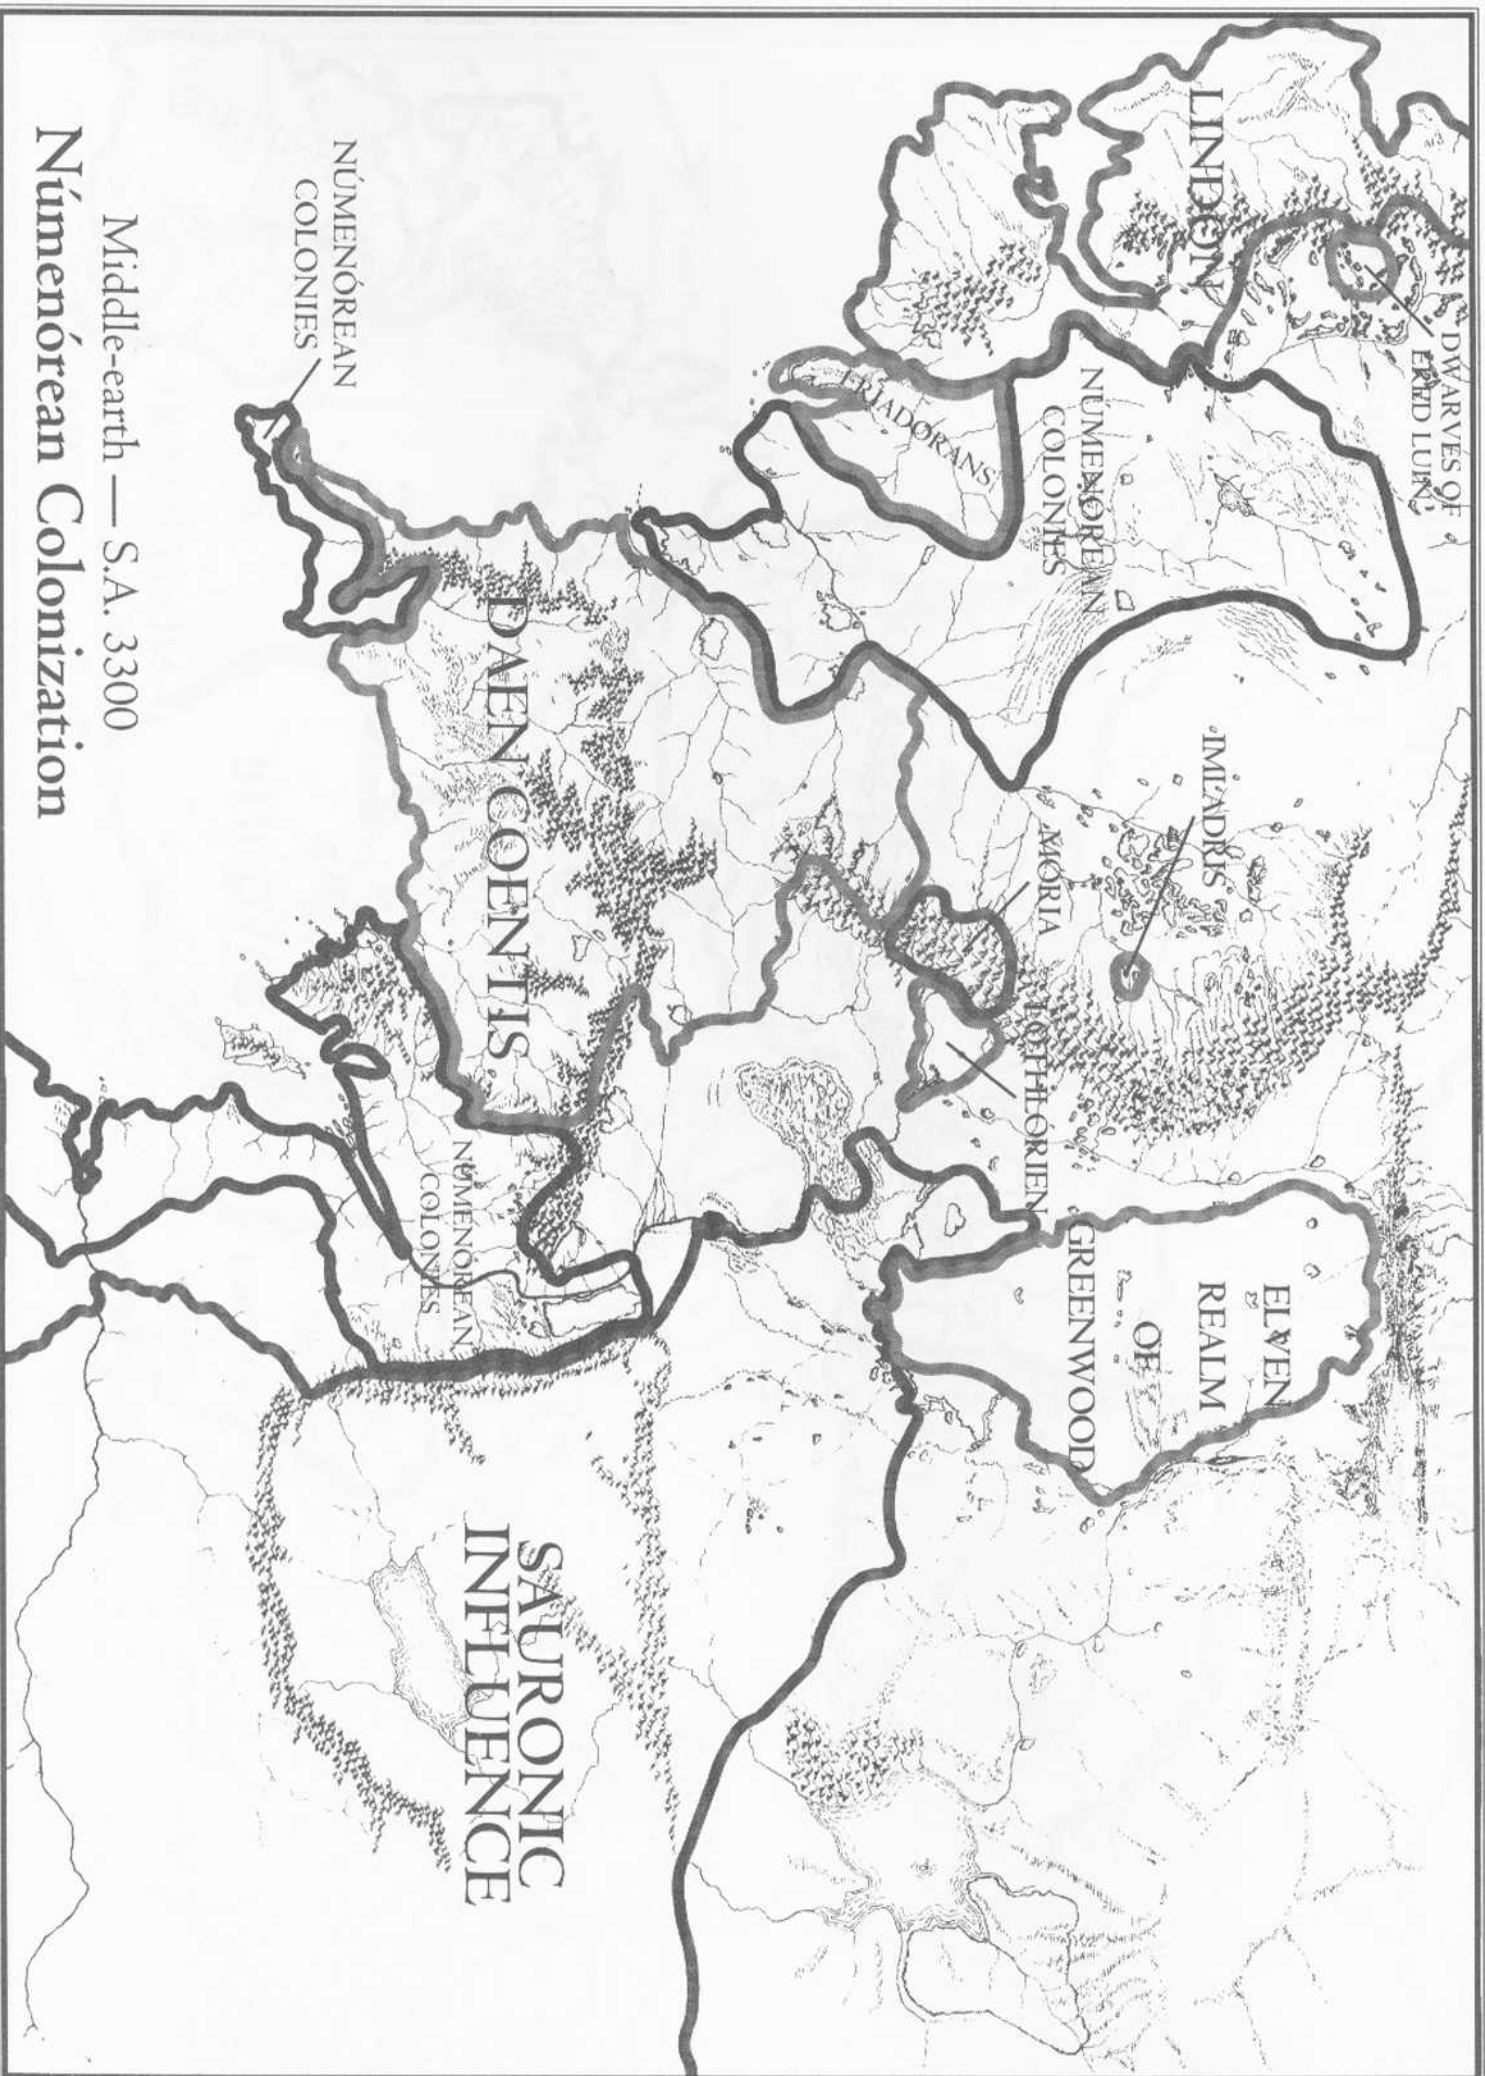 DWARVES OF
ERED LUIN
LINDON
IMLADRIS
ELVEN
REALM
OF
GREENWOOD
NÚMENÓREAN
COLONIES
MORIA
LOTHLÓRIEN
ERIADORANS
DAEN COENTIS
SAURONIC
INFLUENCE
NÚMENÓREAN
COLONIES
NÚMENÓREAN
COLONIES
Middle-earth — S.A. 3300
Númenórean Colonization